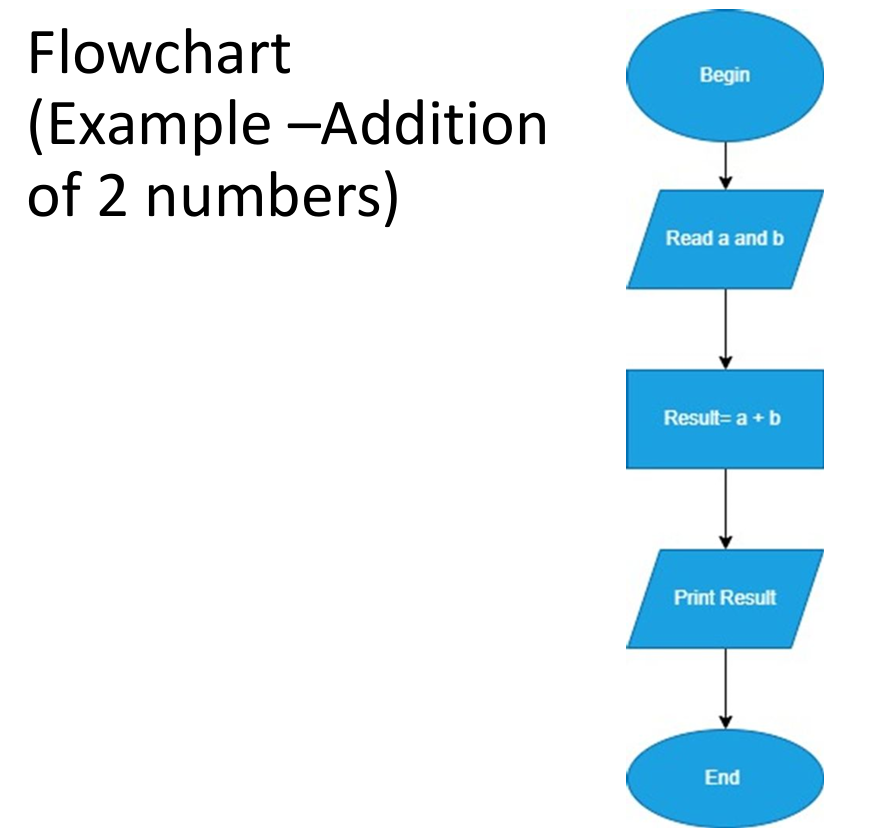 Flowchart
(Example –Addition
of 2 numbers)
Begin
Read a and b
Result= a + b
Print Result
End